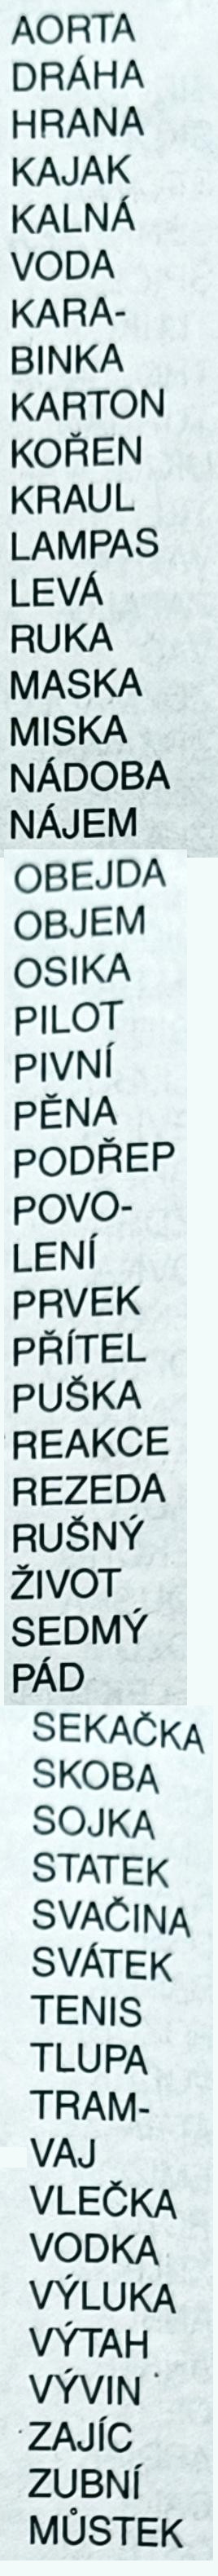 AORTA
DRÁHA
HRANA
KAJAK
KALNÁ
VODA
KARA-
BINKA
KARTON
KOŘEN
KRAUL
LAMPAS
LEVÁ
RUKA
MASKA
MISKA
NÁDOBA
NÁJEM
OBEJDA
OBJEM
OSIKA
PILOT
PIVNÍ
PĚNA
PODŘEP
POVO-
LENÍ
PRVEK
PŘÍTEL
PUŠKA
REAKCE
REZEDA
RUŠNÝ
ŽIVOT
SEDMÝ
PÁD
SEKAČKA
SKOBA
SOJKA
STATEK
SVAČINA
SVÁTEK
TENIS
TLUPA
TRAM-
VAJ
VLEČKA
VODKA
VÝLUKA
VÝTAH
VÝVIN
ZAJÍC
ZUBNÍ
MŮSTEK